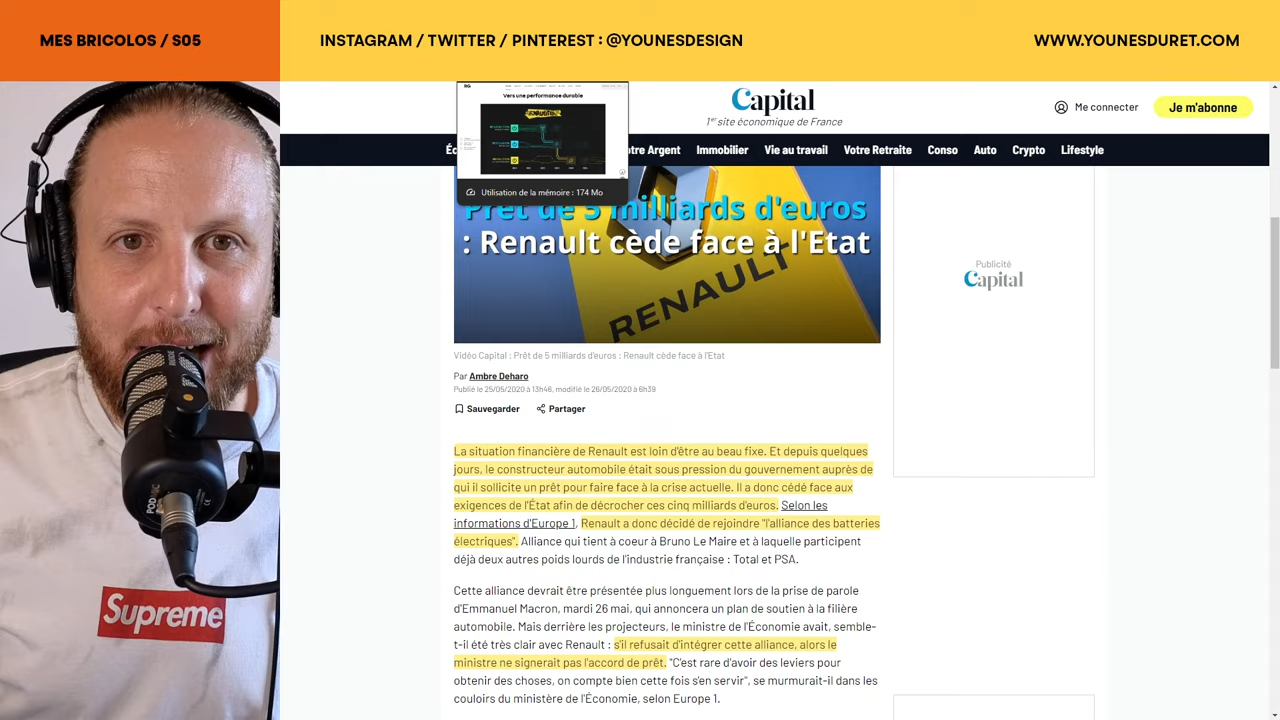 MES BRICOLOS / S05
INSTAGRAM / TWITTER / PINTEREST : @YOUNESDESIGN
WWW.YOUNESDURET.COM
RG
Vers une performance durable
Utilisation de la mémoire : 174 Mo
Capital
1er site économique de France
Me connecter
Je m'abonne
tre Argent
Immobilier
Vie au travail
Votre Retraite
Conso
Auto
Crypto
Lifestyle
Prêt de 5 milliards d'euros
: Renault cède face à l'Etat
RENAULT
Publicité
Capital
Vidéo Capital : Prêt de 5 milliards d'euros : Renault cède face à l'Etat
Par Ambre Deharo
Publié le 25/05/2020 à 13h46, modifié le 26/05/2020 à 6h39
Sauvegarder
Partager
La situation financière de Renault est loin d'être au beau fixe. Et depuis quelques
jours, le constructeur automobile était sous pression du gouvernement auprès de
qui il sollicite un prêt pour faire face à la crise actuelle. Il a donc cédé face aux
exigences de l'État afin de décrocher ces cinq milliards d'euros. Selon les
informations d'Europe 1, Renault a donc décidé de rejoindre "l'alliance des batteries
électriques". Alliance qui tient à coeur à Bruno Le Maire et à laquelle participent
déjà deux autres poids lourds de l'industrie française : Total et PSA.
Cette alliance devrait être présentée plus longuement lors de la prise de parole
d'Emmanuel Macron, mardi 26 mai, qui annoncera un plan de soutien à la filière
automobile. Mais derrière les projecteurs, le ministre de l'Économie avait, semble-
t-il été très clair avec Renault : s'il refusait d'intégrer cette alliance, alors le
ministre ne signerait pas l'accord de prêt. "C'est rare d'avoir des leviers pour
obtenir des choses, on compte bien cette fois s'en servir", se murmurait-il dans les
couloirs du ministère de l'Économie, selon Europe 1.
RØDE
PODMIC
Supreme